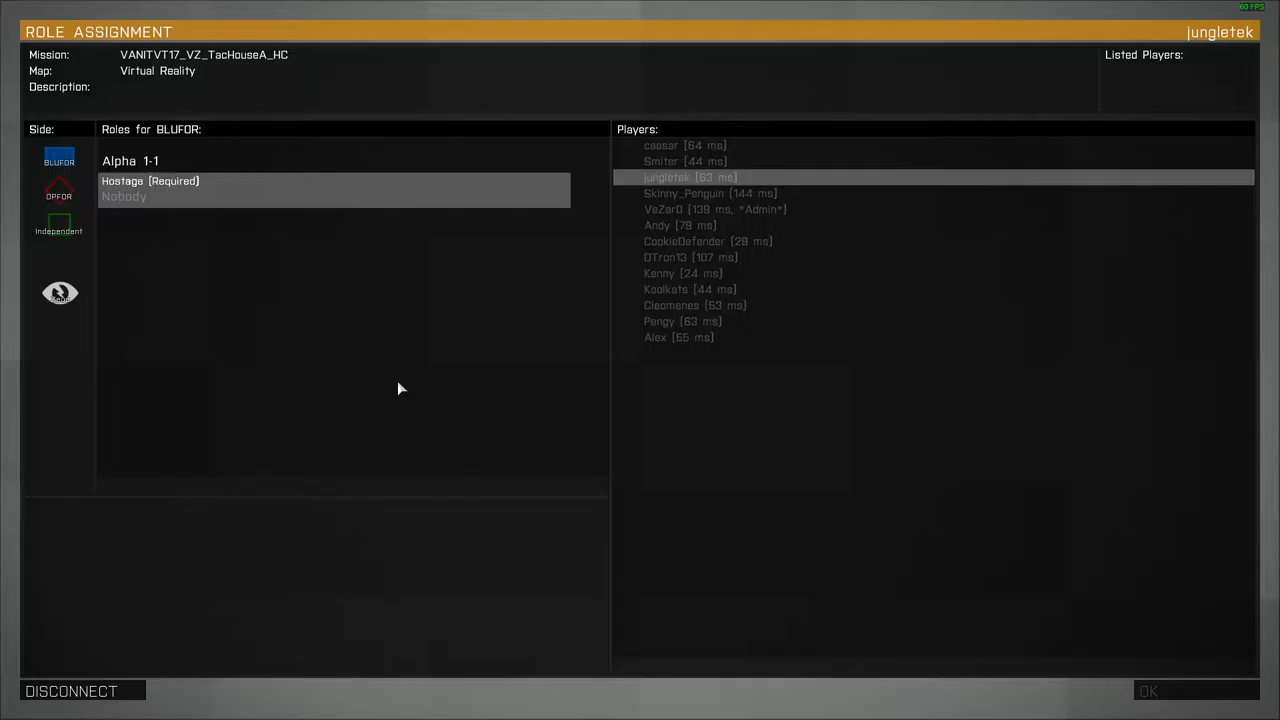 60 FPS
ROLE ASSIGNMENT
jungletek
Mission: VANITVT17_VZ_TacHouseA_HC
Listed Players:
Map: Virtual Reality
Description:
Side:
Roles for BLUFOR:
Players:
BLUFOR
OPFOR
Independent
Alpha 1-1
Hostage (Required)
Nobody
caesar [64 ms]
Smiter [44 ms]
jungletek [63 ms]
Skinny_Penguin [144 ms]
VeZer0 [139 ms, *Admin*]
Andy [79 ms]
CookieDefender [29 ms]
DTron13 [107 ms]
Kenny [24 ms]
Koolkats [44 ms]
Cleomenes [53 ms]
Pengy [63 ms]
Alex [55 ms]
DISCONNECT
OK